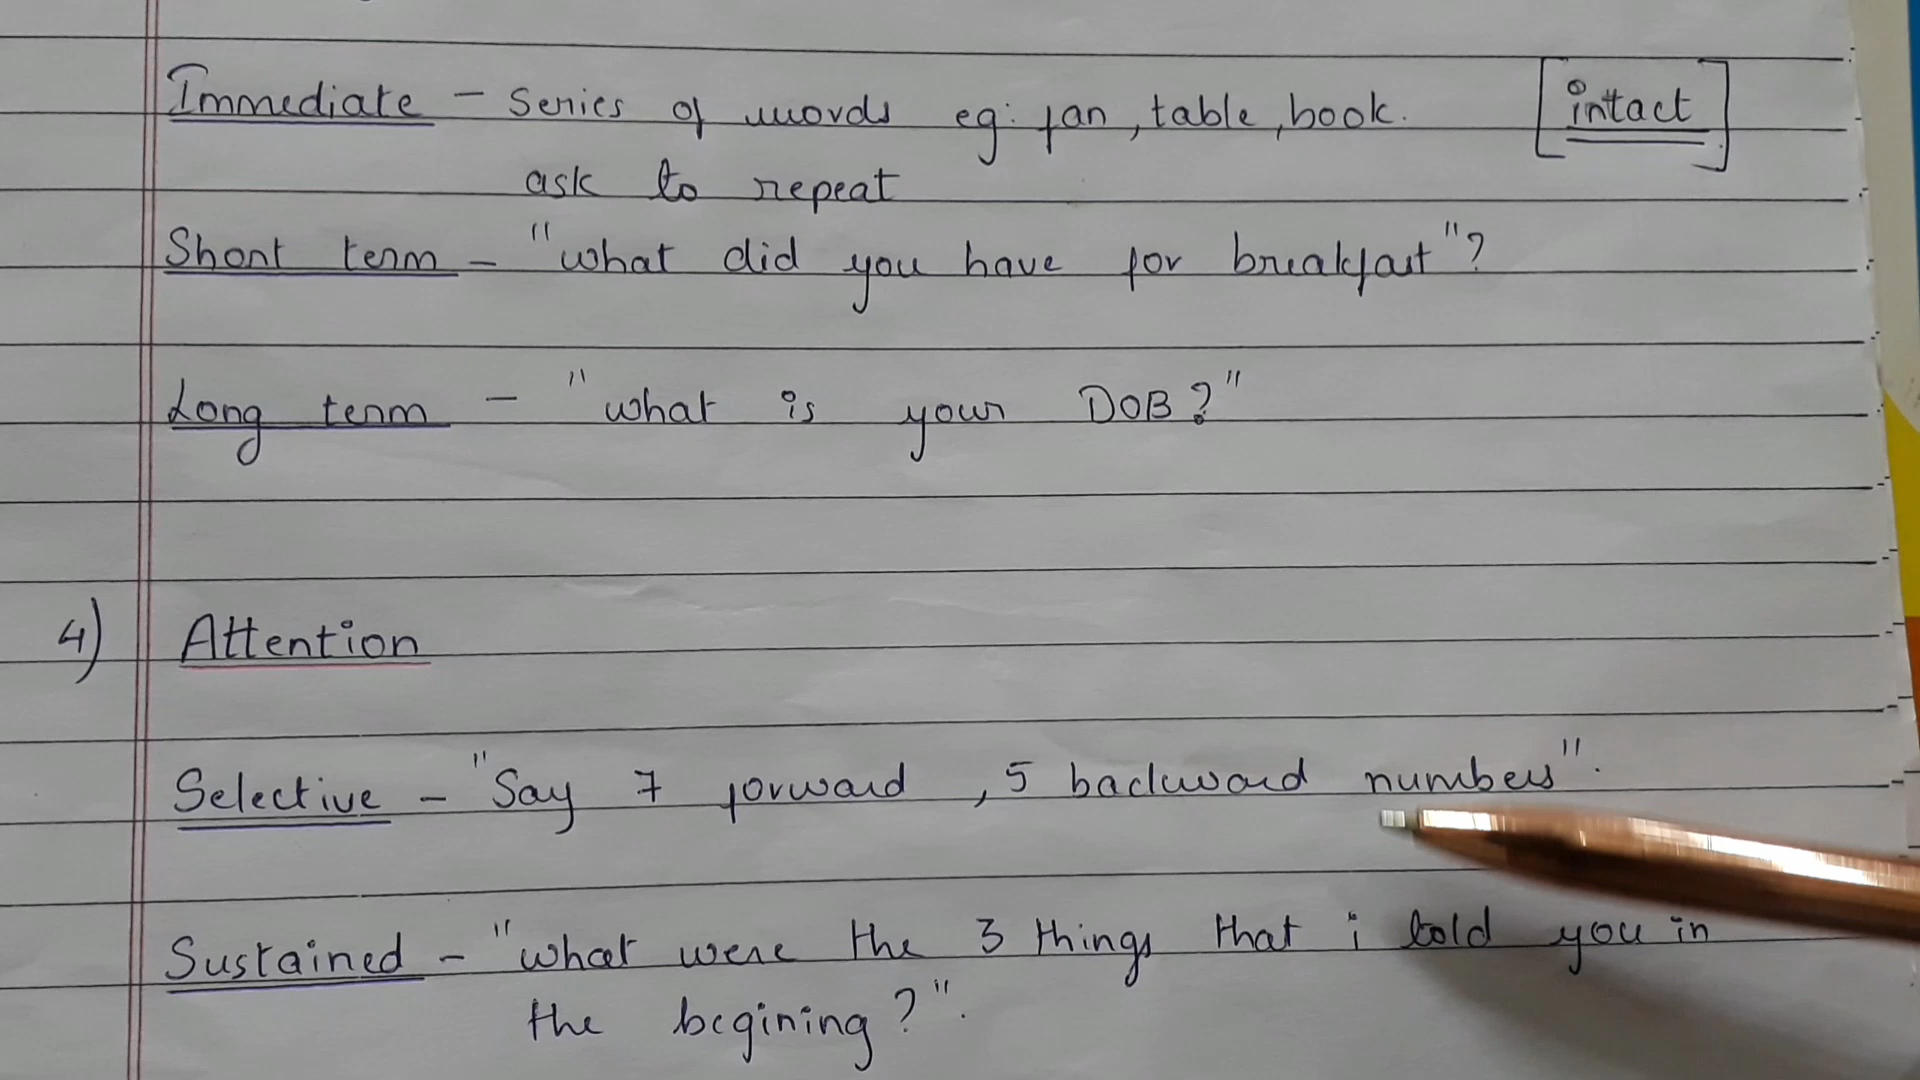 Immediate - Series of words eg: fan, table, book. [intact]
ask to repeat
Short term - "what did you have for breakfast"?
Long term - "what is your DOB?"
4) Attention
Selective - "Say 7 forward, 5 backward numbers".
Sustained - "what were the 3 things that i told you in
the begining?".